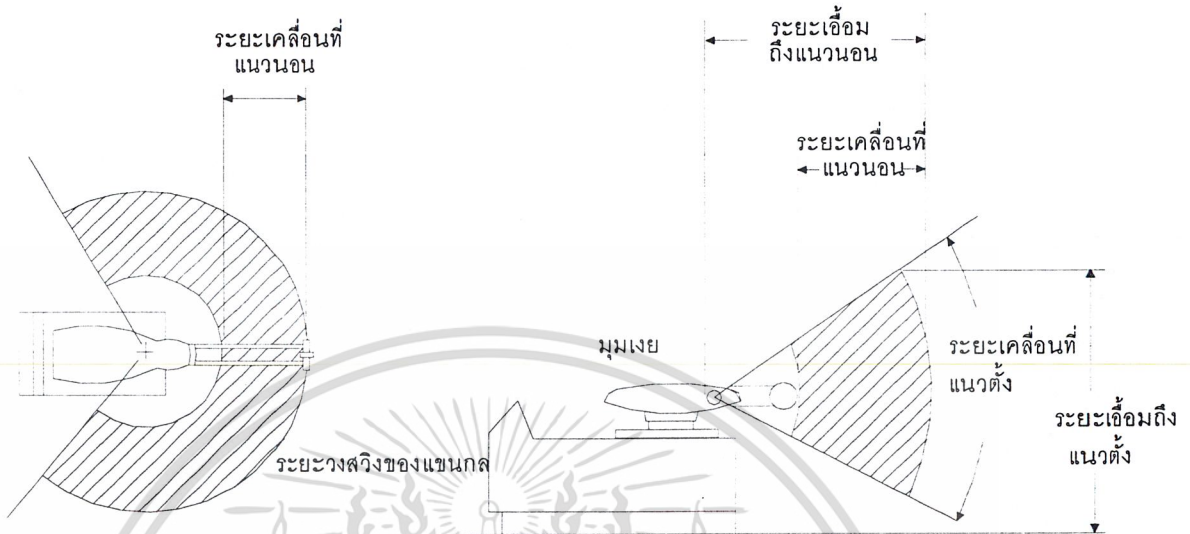 ระยะเคลื่อนที่
แนวนอน
ระยะเอื้อม
ถึงแนวนอน
ระยะเคลื่อนที่
แนวนอน
มุมเงย
ระยะเคลื่อนที่
แนวตั้ง
ระยะเอื้อมถึง
แนวตั้ง
ระยะวงสวิงของแขนกล